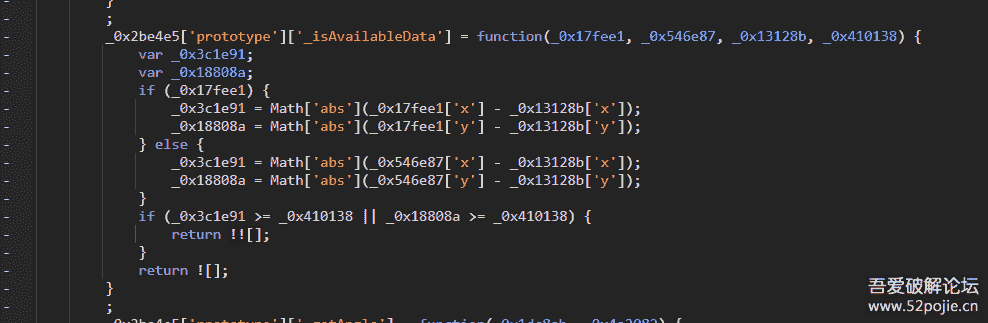 }
;
_0x2be4e5['prototype']['_isAvailableData'] = function(_0x17fee1, _0x546e87, _0x13128b, _0x410138) {
var _0x3c1e91;
var _0x18808a;
if (_0x17fee1) {
_0x3c1e91 = Math['abs'](_0x17fee1['x'] - _0x13128b['x']);
_0x18808a = Math['abs'](_0x17fee1['y'] - _0x13128b['y']);
} else {
_0x3c1e91 = Math['abs'](_0x546e87['x'] - _0x13128b['x']);
_0x18808a = Math['abs'](_0x546e87['y'] - _0x13128b['y']);
}
if (_0x3c1e91 >= _0x410138 || _0x18808a >= _0x410138) {
return !![];
}
return ![];
}
;
吾爱破解论坛
www.52pojie.cn